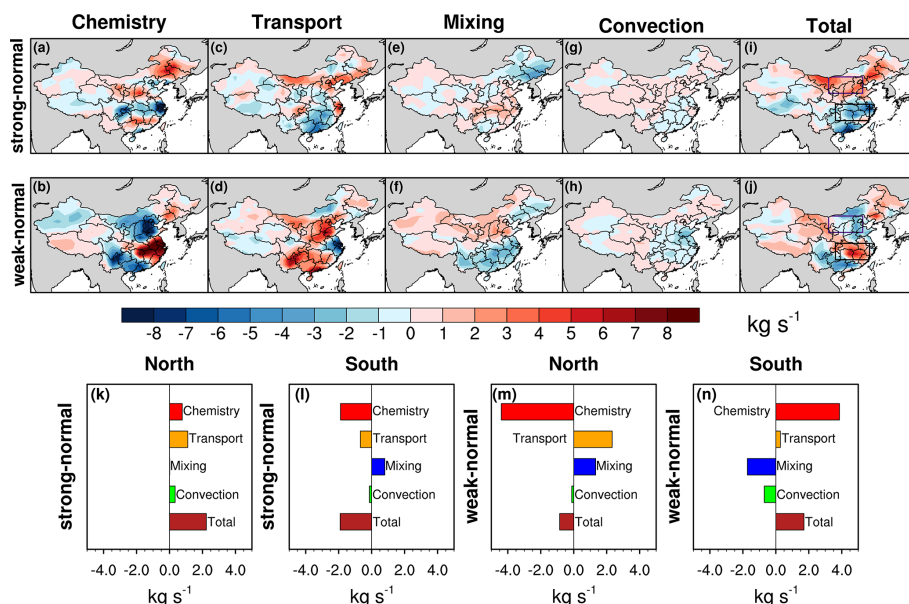 Chemistry Transport Mixing Convection Total
strong-normal
(a) (c) (e) (g) (i)
weak-normal
(b) (d) (f) (h) (j)
-8 -7 -6 -5 -4 -3 -2 -1 0 1 2 3 4 5 6 7 8
kg s-1
North South North South
strong-normal
(k)
Chemistry
Transport
Mixing
Convection
Total
-4.0 -2.0 0.0 2.0 4.0
kg s-1
strong-normal
(l)
Chemistry
Transport
Mixing
Convection
Total
-4.0 -2.0 0.0 2.0 4.0
kg s-1
weak-normal
(m)
Chemistry
Transport
Mixing
Convection
Total
-4.0 -2.0 0.0 2.0 4.0
kg s-1
weak-normal
(n)
Chemistry
Transport
Mixing
Convection
Total
-4.0 -2.0 0.0 2.0 4.0
kg s-1